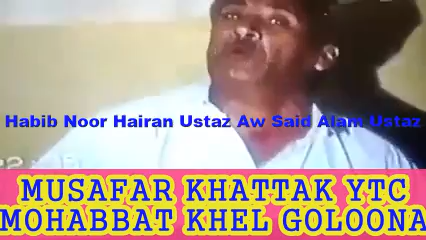 Habib Noor Hairan Ustaz Aw Said Alam Ustaz
MUSAFAR KHATTAK YTC
MOHABBAT KHEL GOLOONA